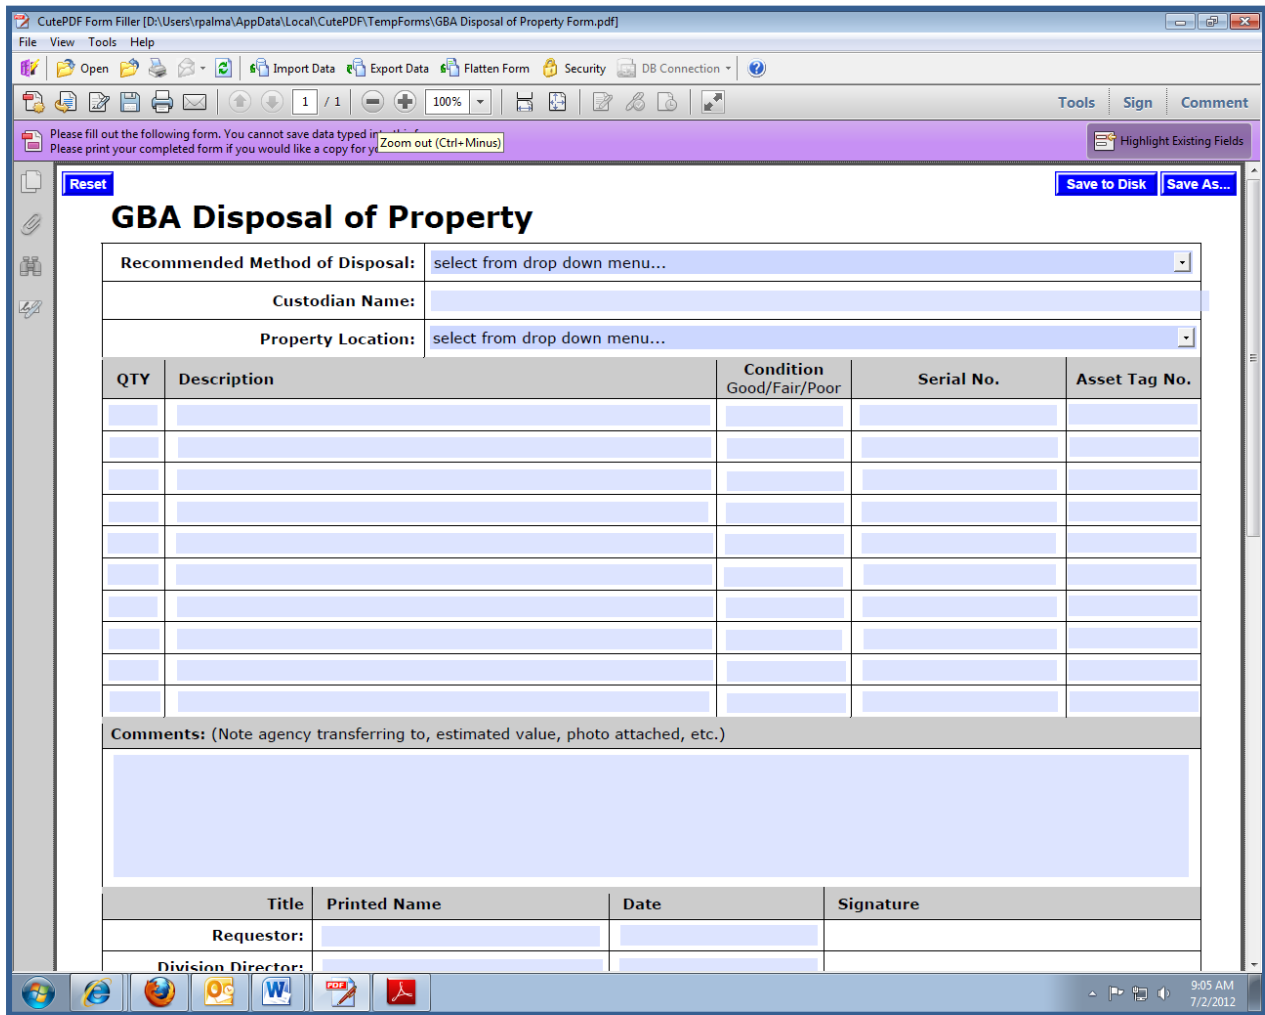 CutePDF Form Filler [D:\Users\rpalma\AppData\Local\CutePDF\TempForms\GBA Disposal of Property Form.pdf]
File View Tools Help
Open Import Data Export Data Flatten Form Security DB Connection
1 / 1 100% Tools Sign Comment
Please fill out the following form. You cannot save data typed
Please print your completed form if you would like a copy for
Zoom out (Ctrl+Minus)
Highlight Existing Fields
Reset Save to Disk Save As...
GBA Disposal of Property
Recommended Method of Disposal: select from drop down menu...
Custodian Name:
Property Location: select from drop down menu...
QTY Description Condition Good/Fair/Poor Serial No. Asset Tag No.
Comments: (Note agency transferring to, estimated value, photo attached, etc.)
Title Printed Name Date Signature
Requestor:
Division Director:
9:05 AM
7/2/2012